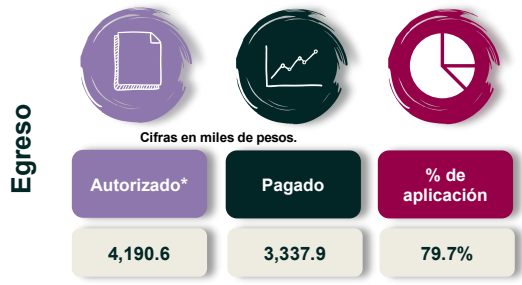 Egreso
Cifras en miles de pesos.
Autorizado*
Pagado
% de
aplicación
4,190.6
3,337.9
79.7%